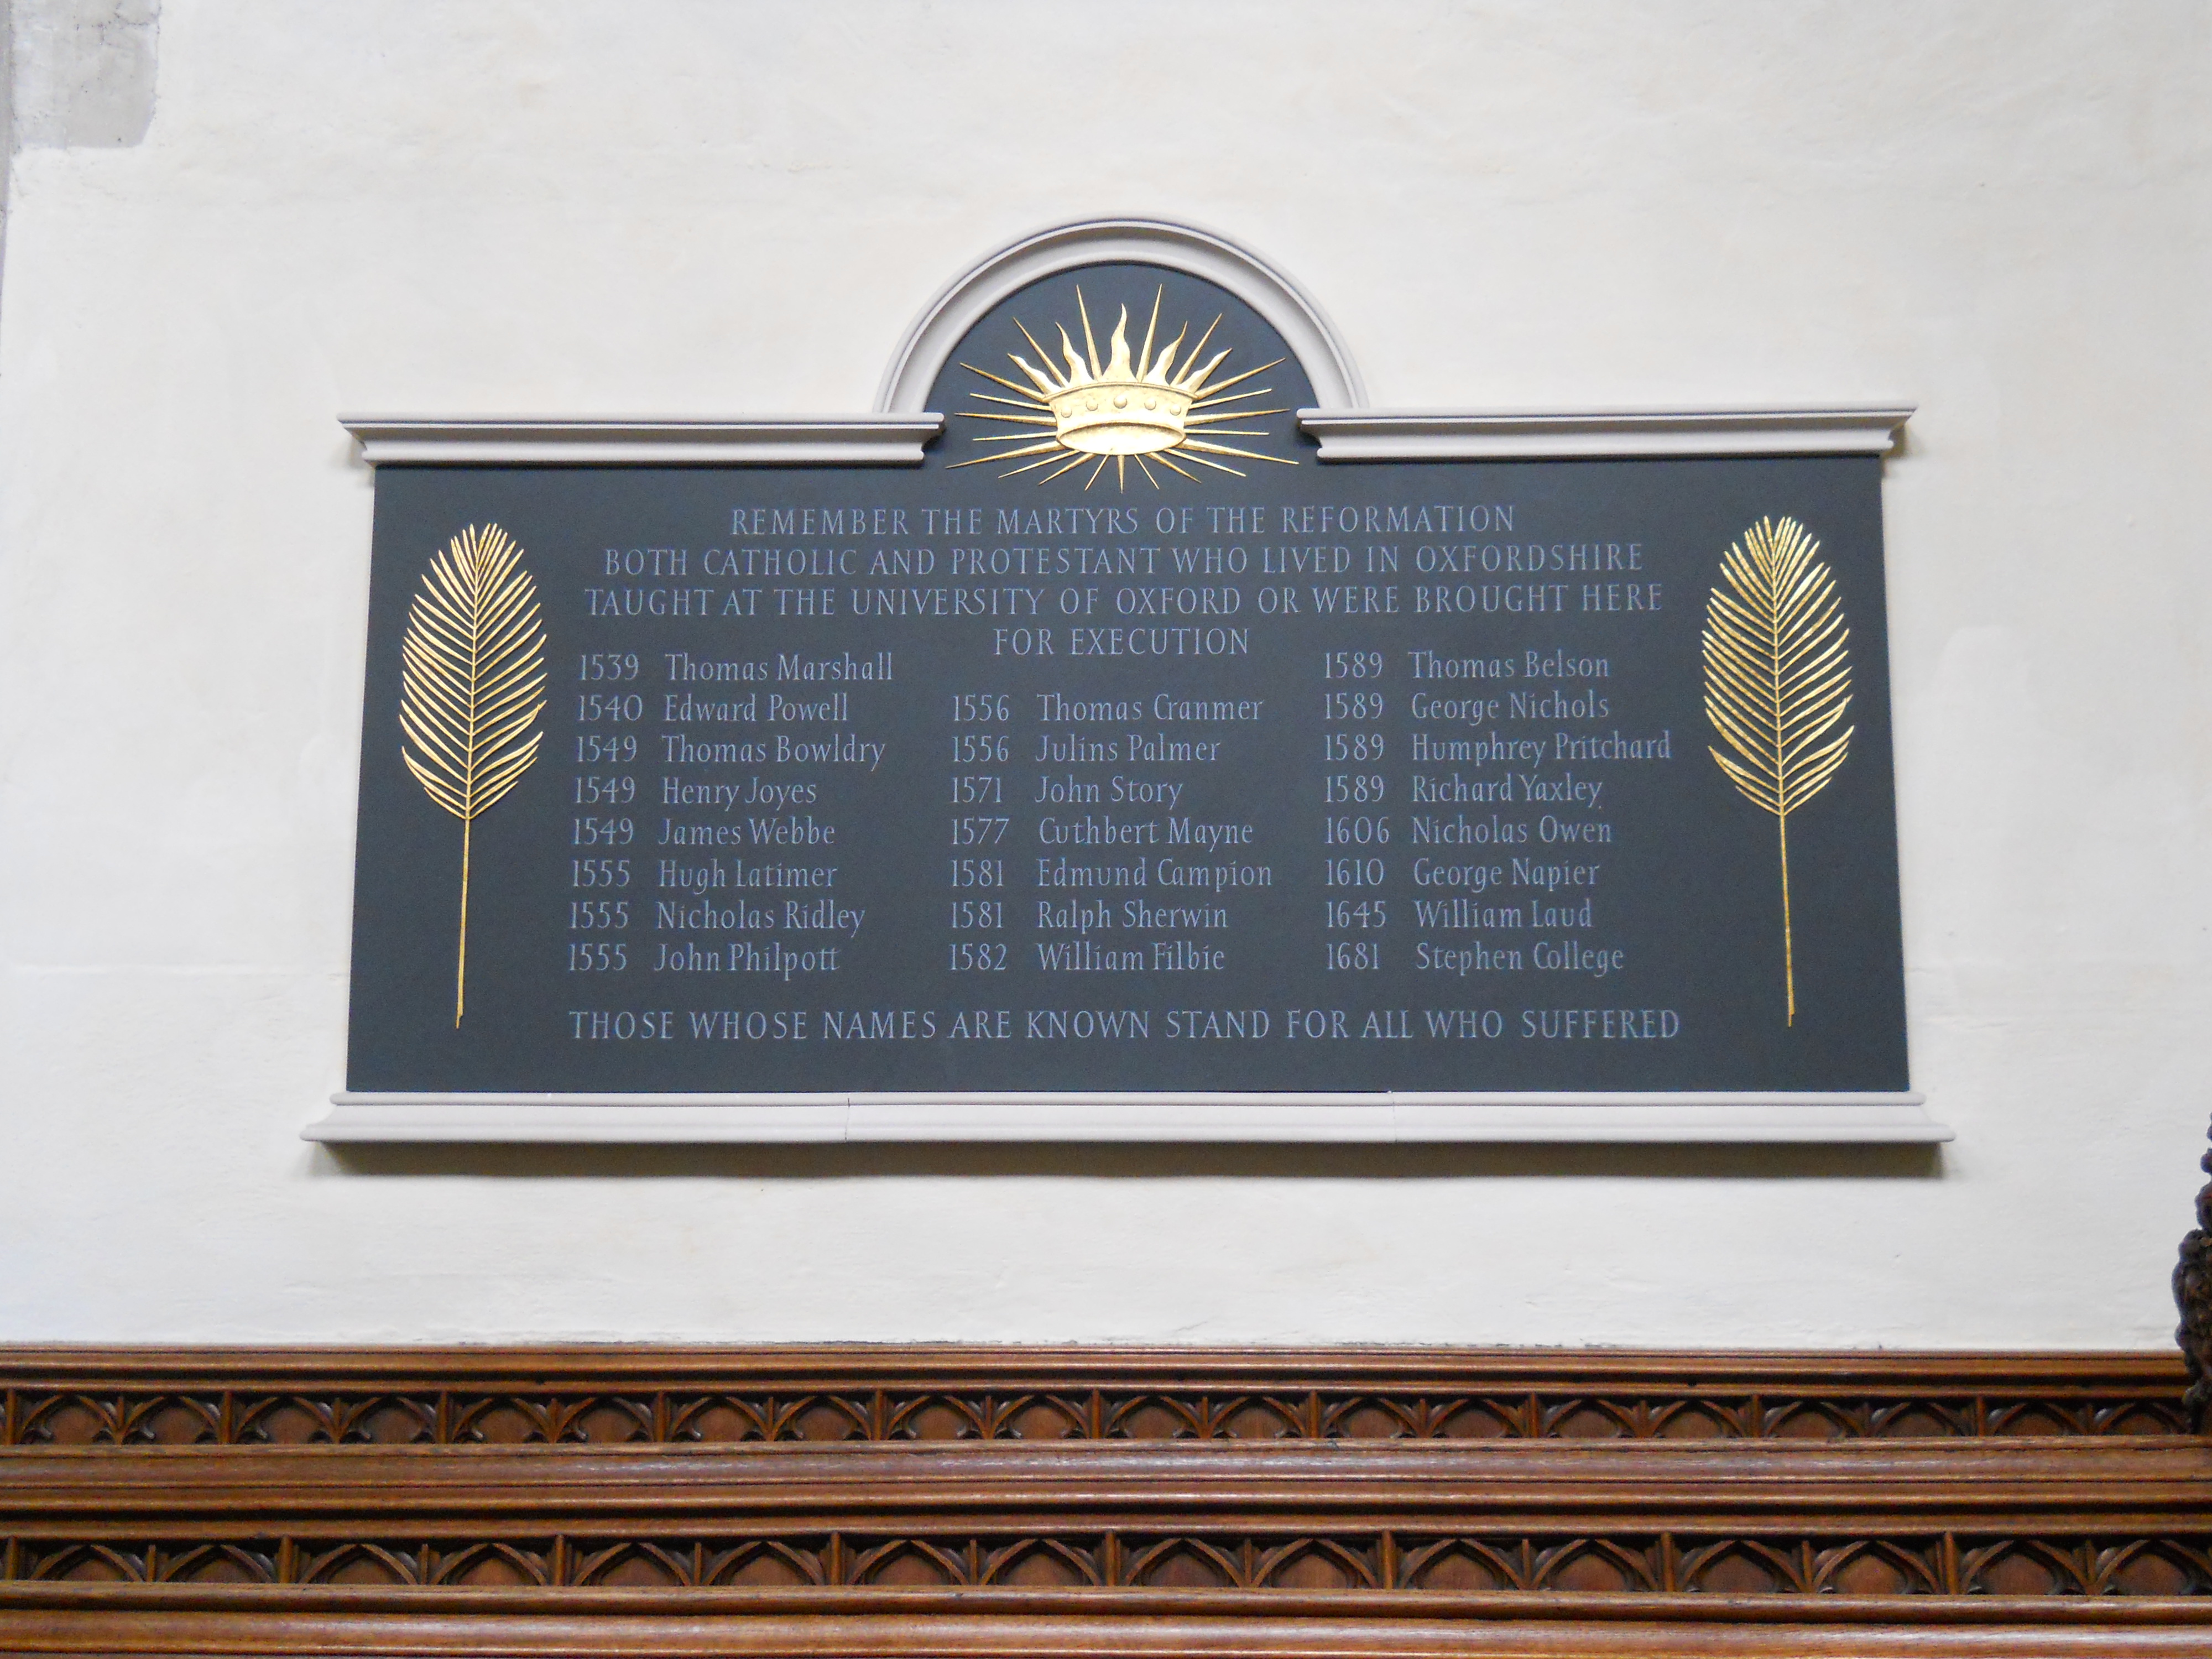 REMEMBER THE MARTYRS OF THE REFORMATION
BOTH CATHOLIC AND PROTESTANT WHO LIVED IN OXFORDSHIRE
TAUGHT AT THE UNIVERSITY OF OXFORD OR WERE BROUGHT HERE
FOR EXECUTION
1539 Thomas Marshall
1540 Edward Powell
1549 Thomas Bowldry
1549 Henry Joyes
1549 James Webbe
1555 Hugh Latimer
1555 Nicholas Ridley
1555 John Philpott
1556 Thomas Cranmer
1556 Julins Palmer
1571 John Story
1577 Cuthbert Mayne
1581 Edmund Campion
1581 Ralph Sherwin
1582 William Filbie
1589 Thomas Belson
1589 George Nichols
1589 Humphrey Pritchard
1589 Richard Yaxley
1606 Nicholas Owen
1610 George Napier
1645 William Laud
1681 Stephen College
THOSE WHOSE NAMES ARE KNOWN STAND FOR ALL WHO SUFFERED